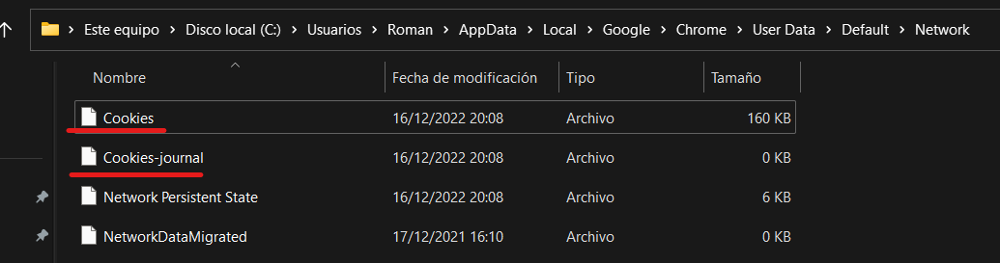 Este equipo > Disco local (C:) > Usuarios > Roman > AppData > Local > Google > Chrome > User Data > Default > Network
Nombre Fecha de modificación Tipo Tamaño
Cookies 16/12/2022 20:08 Archivo 160 KB
Cookies-journal 16/12/2022 20:08 Archivo 0 KB
Network Persistent State 16/12/2022 20:08 Archivo 6 KB
NetworkDataMigrated 17/12/2021 16:10 Archivo 0 KB